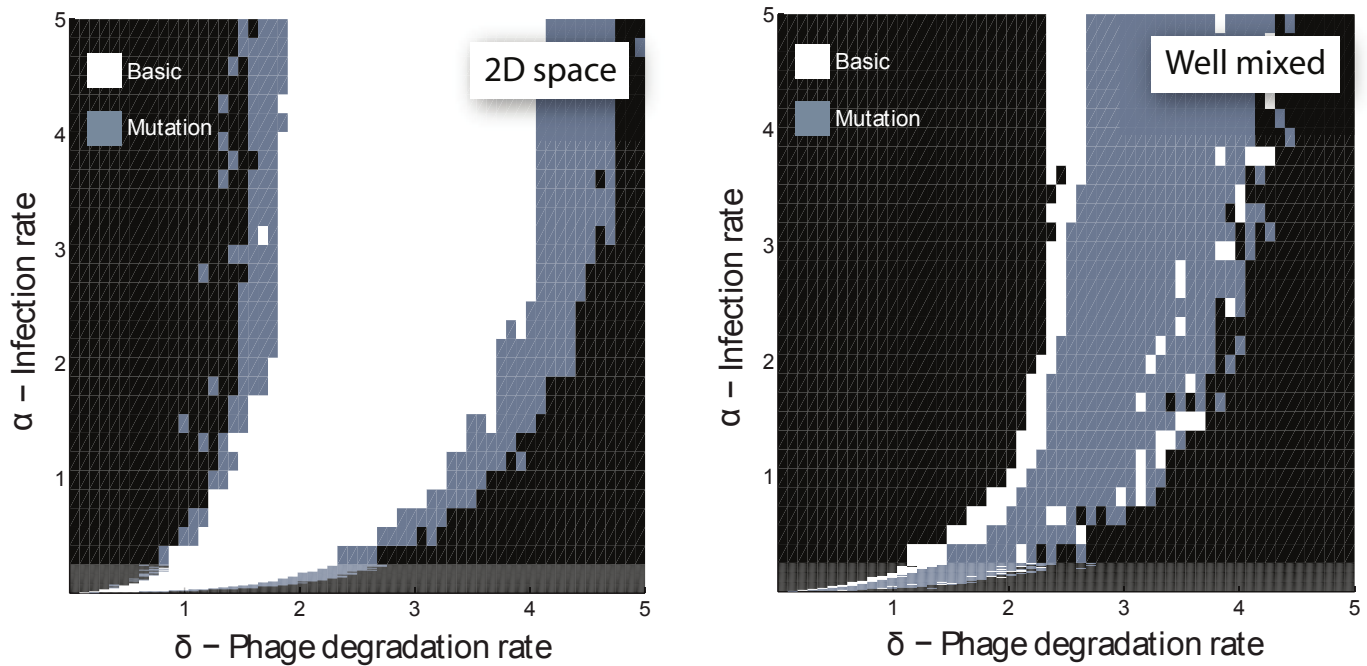 5
4
3
2
1
α – Infection rate
Basic
Mutation
2D space
1 2 3 4 5
δ – Phage degradation rate
5
4
3
2
1
α – Infection rate
Basic
Mutation
Well mixed
1 2 3 4 5
δ – Phage degradation rate